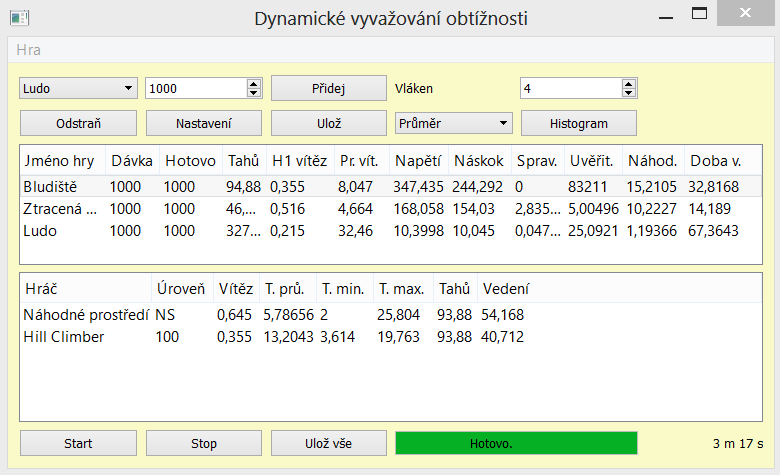 Dynamické vyvažování obtížnosti
Hra
Ludo 1000 Přidej Vláken 4
Odstraň Nastavení Ulož Průměr Histogram
Jméno hry Dávka Hotovo Tahů H1 vítěz Pr. vít. Napětí Náskok Sprav. Uvěřit. Náhod. Doba v.
Bludiště 1000 1000 94,88 0,355 8,047 347,435 244,292 0 83211 15,2105 32,8168
Ztracená ... 1000 1000 46,... 0,516 4,664 168,058 154,03 2,835... 5,00496 10,2227 14,189
Ludo 1000 1000 327... 0,215 32,46 10,3998 10,045 0,047... 25,0921 1,19366 67,3643
Hráč Úroveň Vítěz T. prů. T. min. T. max. Tahů Vedení
Náhodné prostředí NS 0,645 5,78656 2 25,804 93,88 54,168
Hill Climber 100 0,355 13,2043 3,614 19,763 93,88 40,712
Start Stop Ulož vše Hotovo. 3 m 17 s